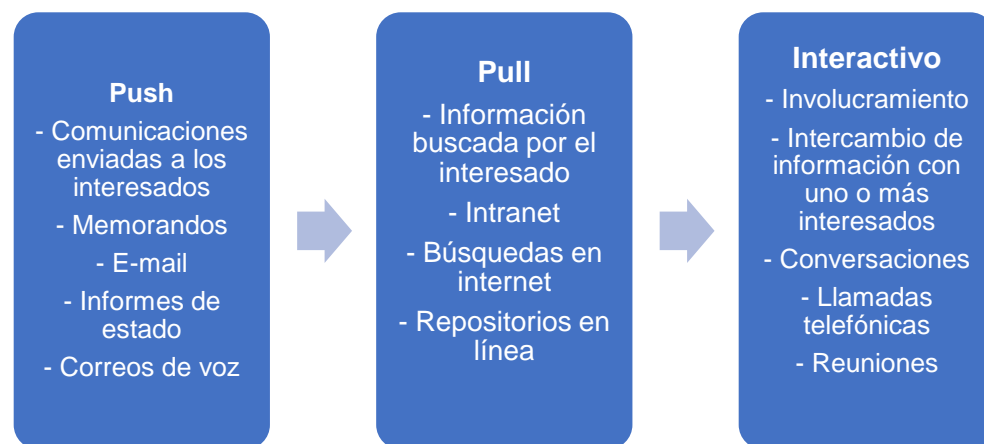 Push
- Comunicaciones
enviadas a los
interesados
- Memorandos
- E-mail
- Informes de
estado
- Correos de voz
Pull
- Información
buscada por el
interesado
- Intranet
- Búsquedas en
internet
- Repositorios en
línea
Interactivo
- Involucramiento
- Intercambio de
información con
uno o más
interesados
- Conversaciones
- Llamadas
telefónicas
- Reuniones